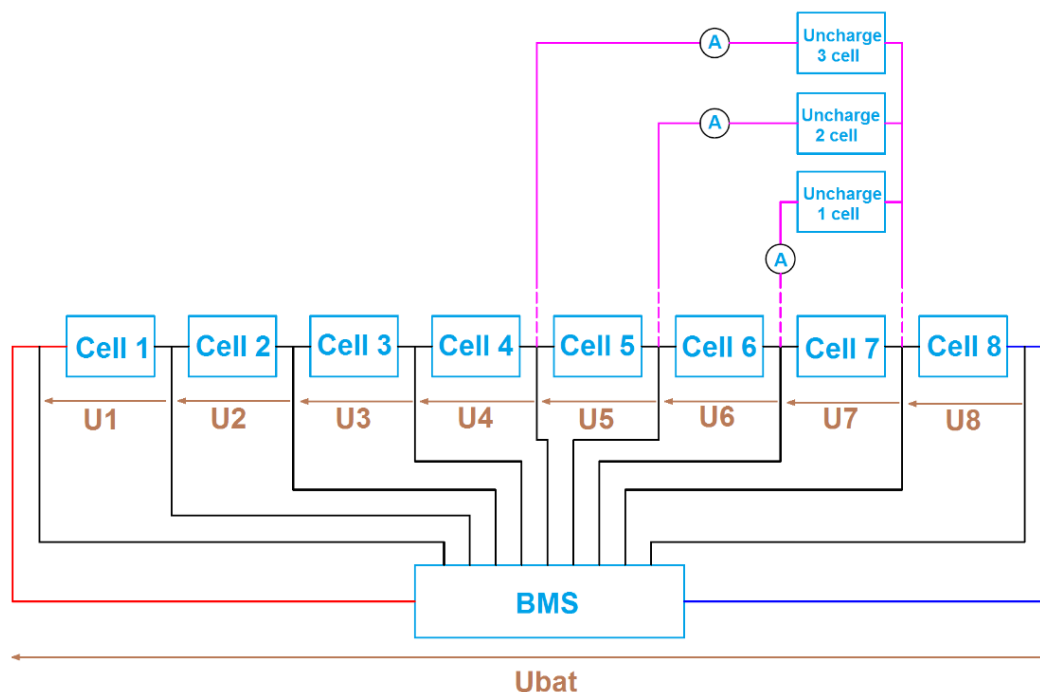 A
Uncharge
3 cell
A
Uncharge
2 cell
Uncharge
1 cell
A
Cell 1
Cell 2
Cell 3
Cell 4
Cell 5
Cell 6
Cell 7
Cell 8
U1
U2
U3
U4
U5
U6
U7
U8
BMS
Ubat